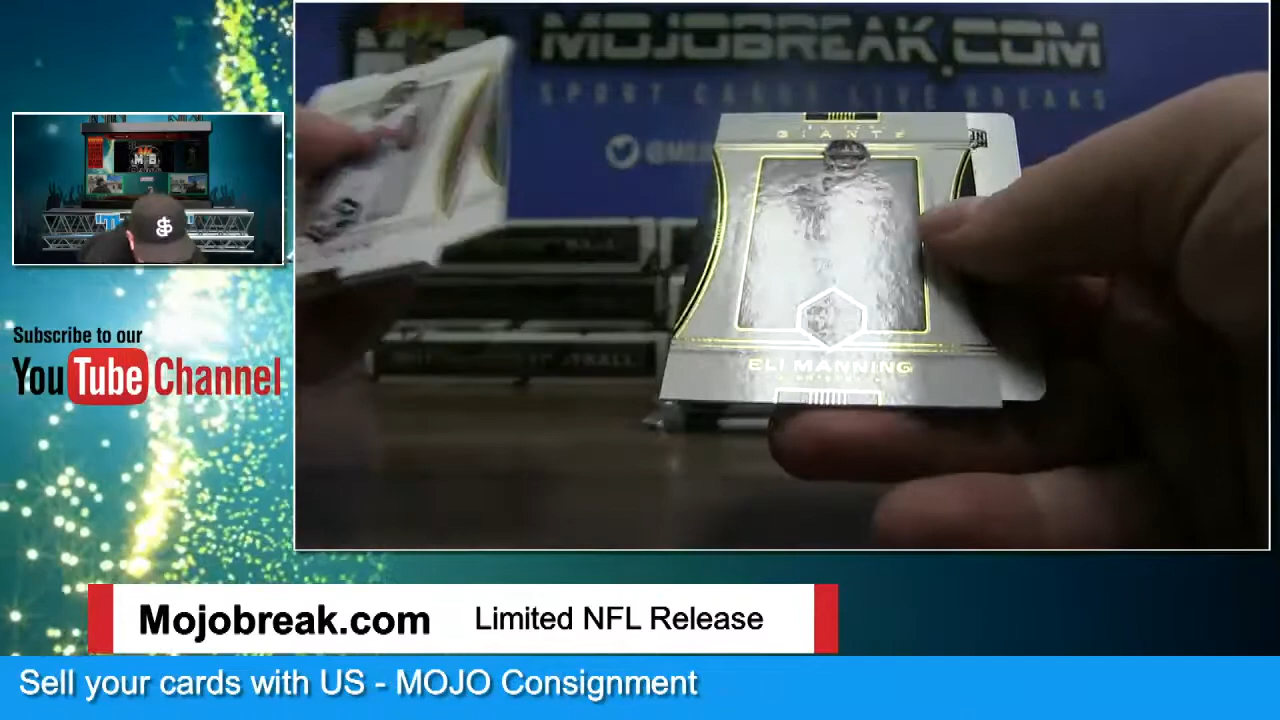 MOJOBREAK.COM
SPORT CARDS LIVE BREAKS
GIANTS
ELI MANNING
Subscribe to our
YouTube Channel
Mojobreak.com Limited NFL Release
Sell your cards with US - MOJO Consignment